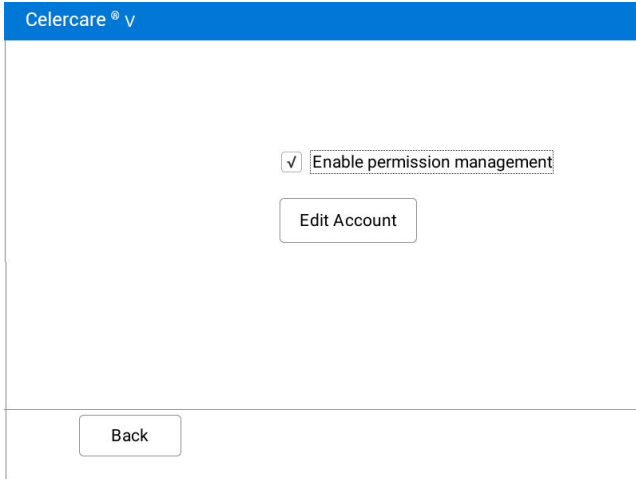 Celercare ® V
√ Enable permission management
Edit Account
Back